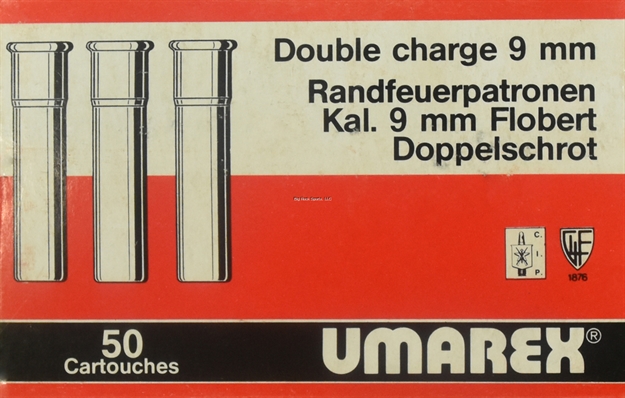 Double charge 9 mm
Randfeuerpatronen
Kal. 9 mm Flobert
Doppelschrot
C.
I.
P.
1876
50
Cartouches
UMAREX®